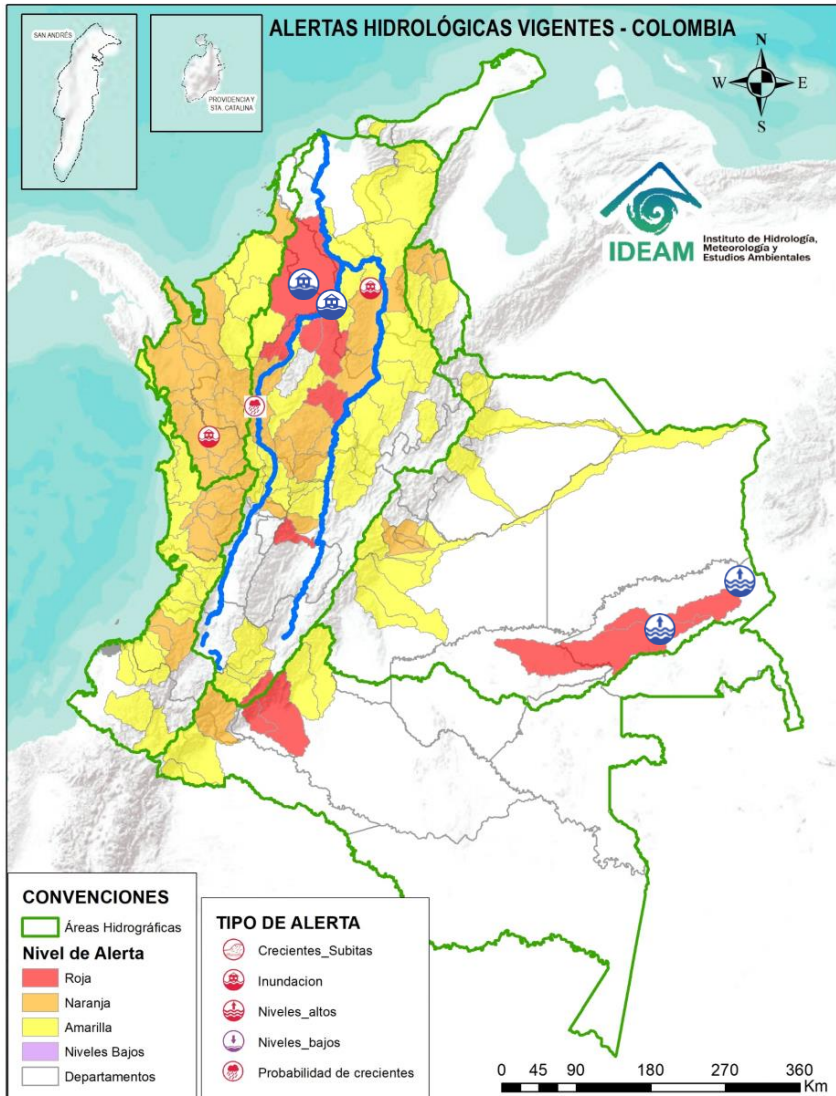 ALERTAS HIDROLÓGICAS VIGENTES - COLOMBIA
SAN ANDRÉS
PROVIDENCIA Y
STA. CATALINA
N
W
E
S
IDEAM
Instituto de Hidrología,
Meteorología y
Estudios Ambientales
CONVENCIONES
Áreas Hidrográficas
Nivel de Alerta
Roja
Naranja
Amarilla
Niveles Bajos
Departamentos
TIPO DE ALERTA
Crecientes_Subitas
Inundacion
Niveles_altos
Niveles_bajos
Probabilidad de crecientes
0 45 90 180 270 360
Km